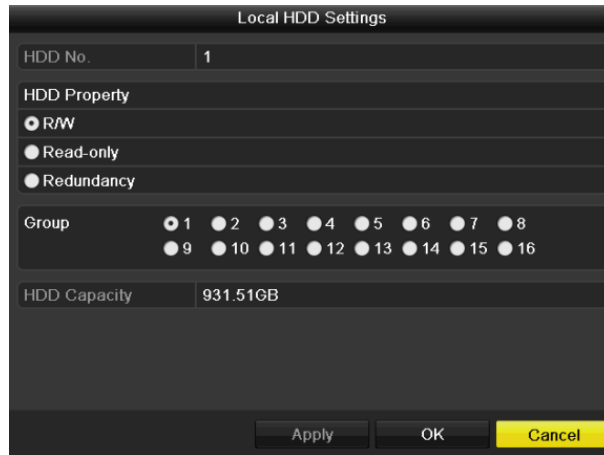 Local HDD Settings
HDD No. 1
HDD Property
R/W
Read-only
Redundancy
Group 1 2 3 4 5 6 7 8
9 10 11 12 13 14 15 16
HDD Capacity 931.51GB
Apply OK Cancel